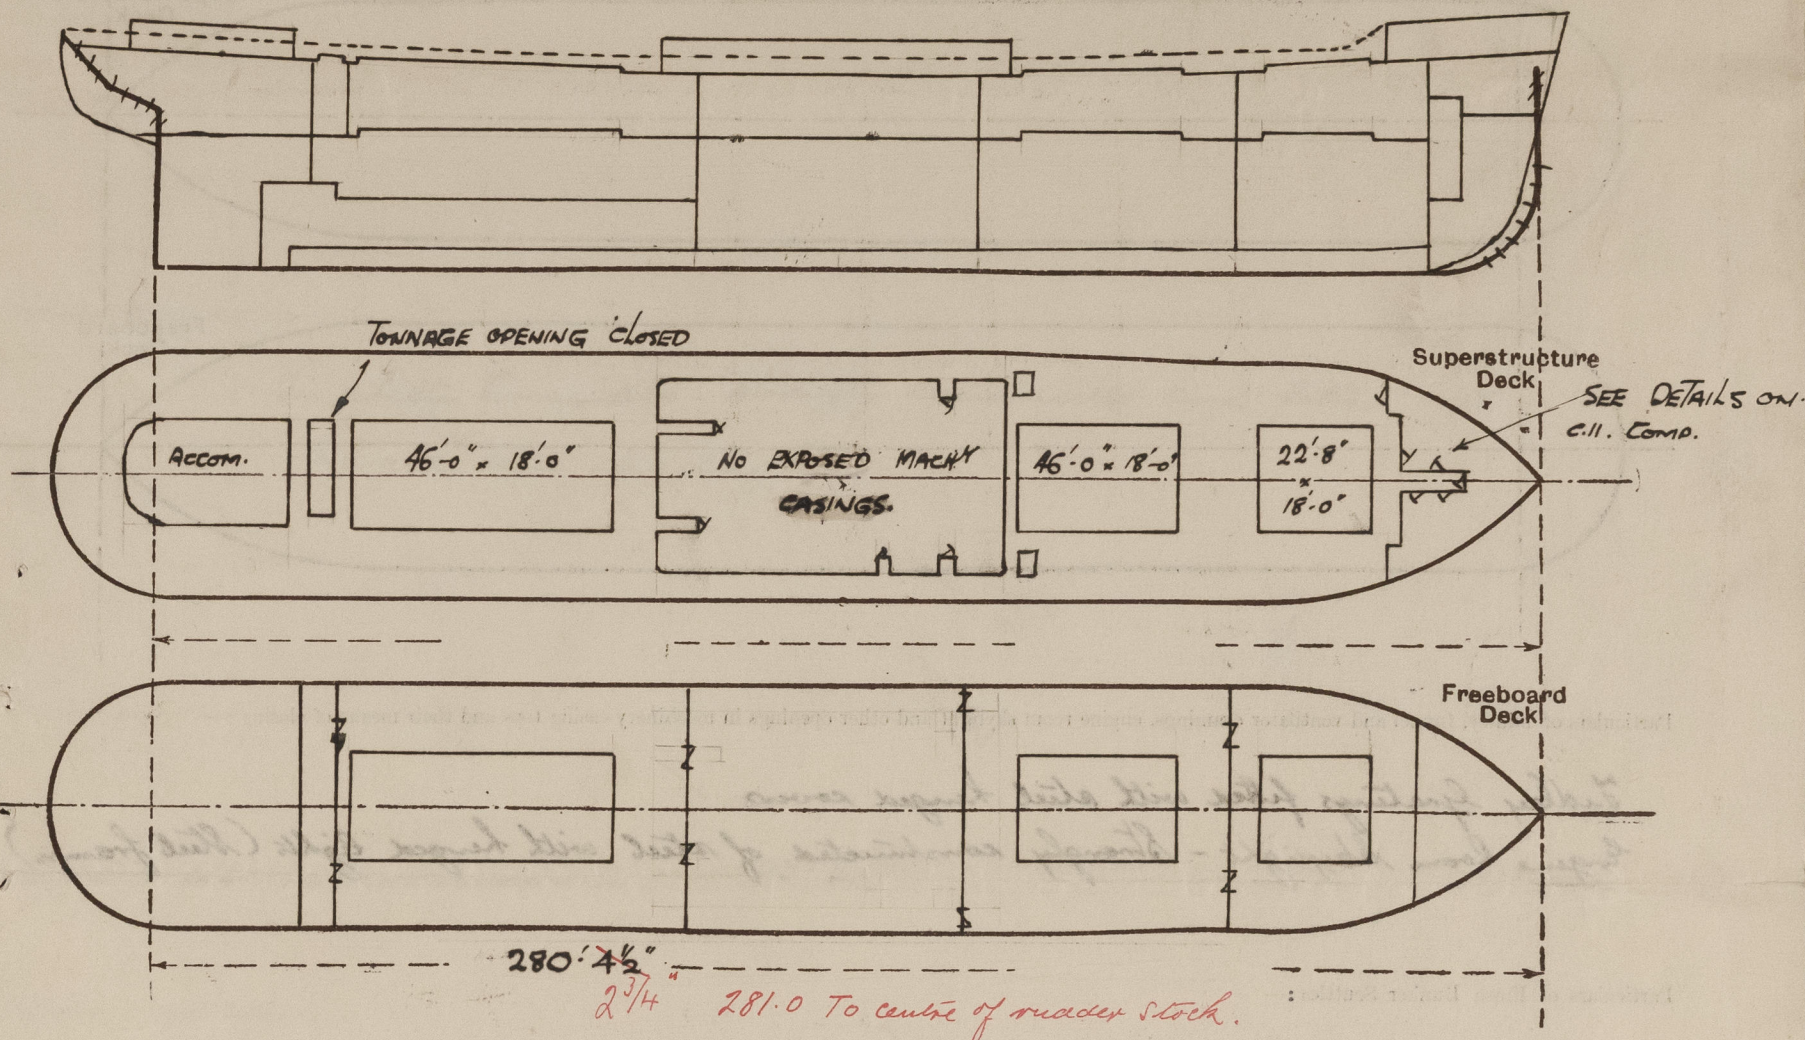 TONNAGE OPENING CLOSED
Superstructure
Deck
SEE DETAILS ON
C.11. COMP.
ACCOM.
46'-0" x 18'-0"
NO EXPOSED MACHY
CASINGS.
46'-0" x 18'-0"
22'-8"
x
18'-0"
Freeboard
Deck
280' 4½"
2 3/4" 281.0 To centre of rudder stock.